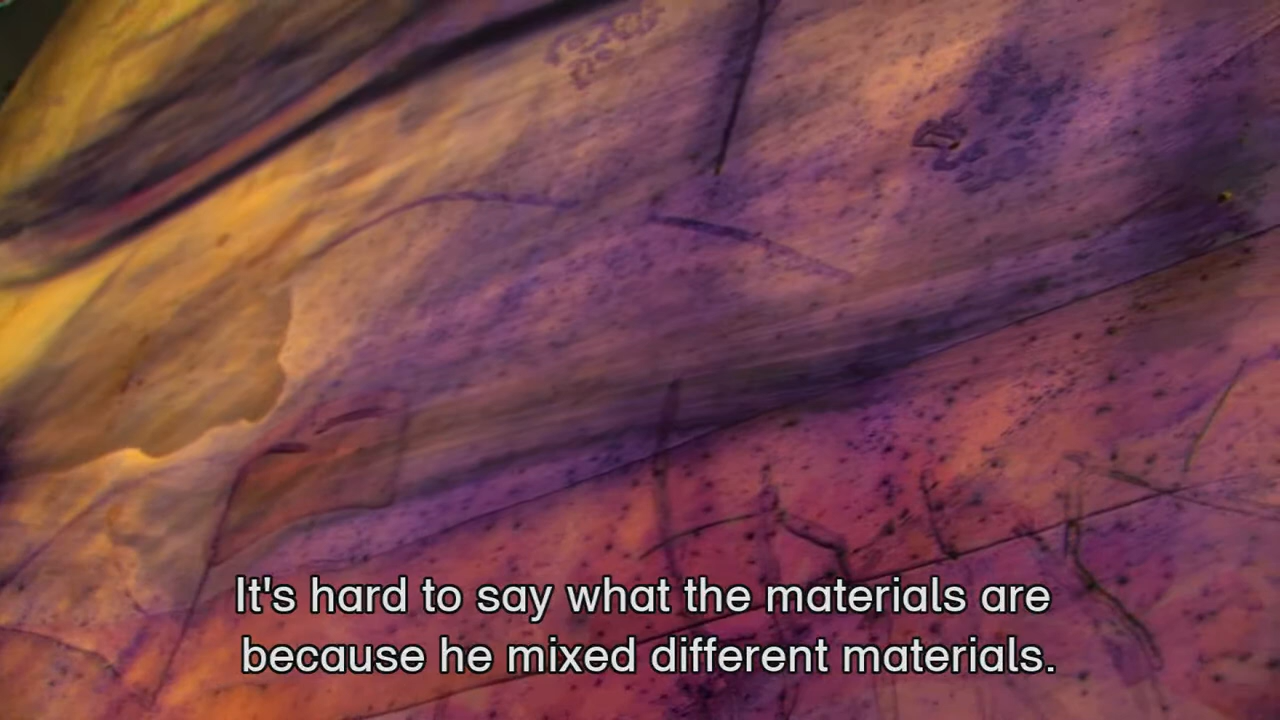 It's hard to say what the materials are
because he mixed different materials.